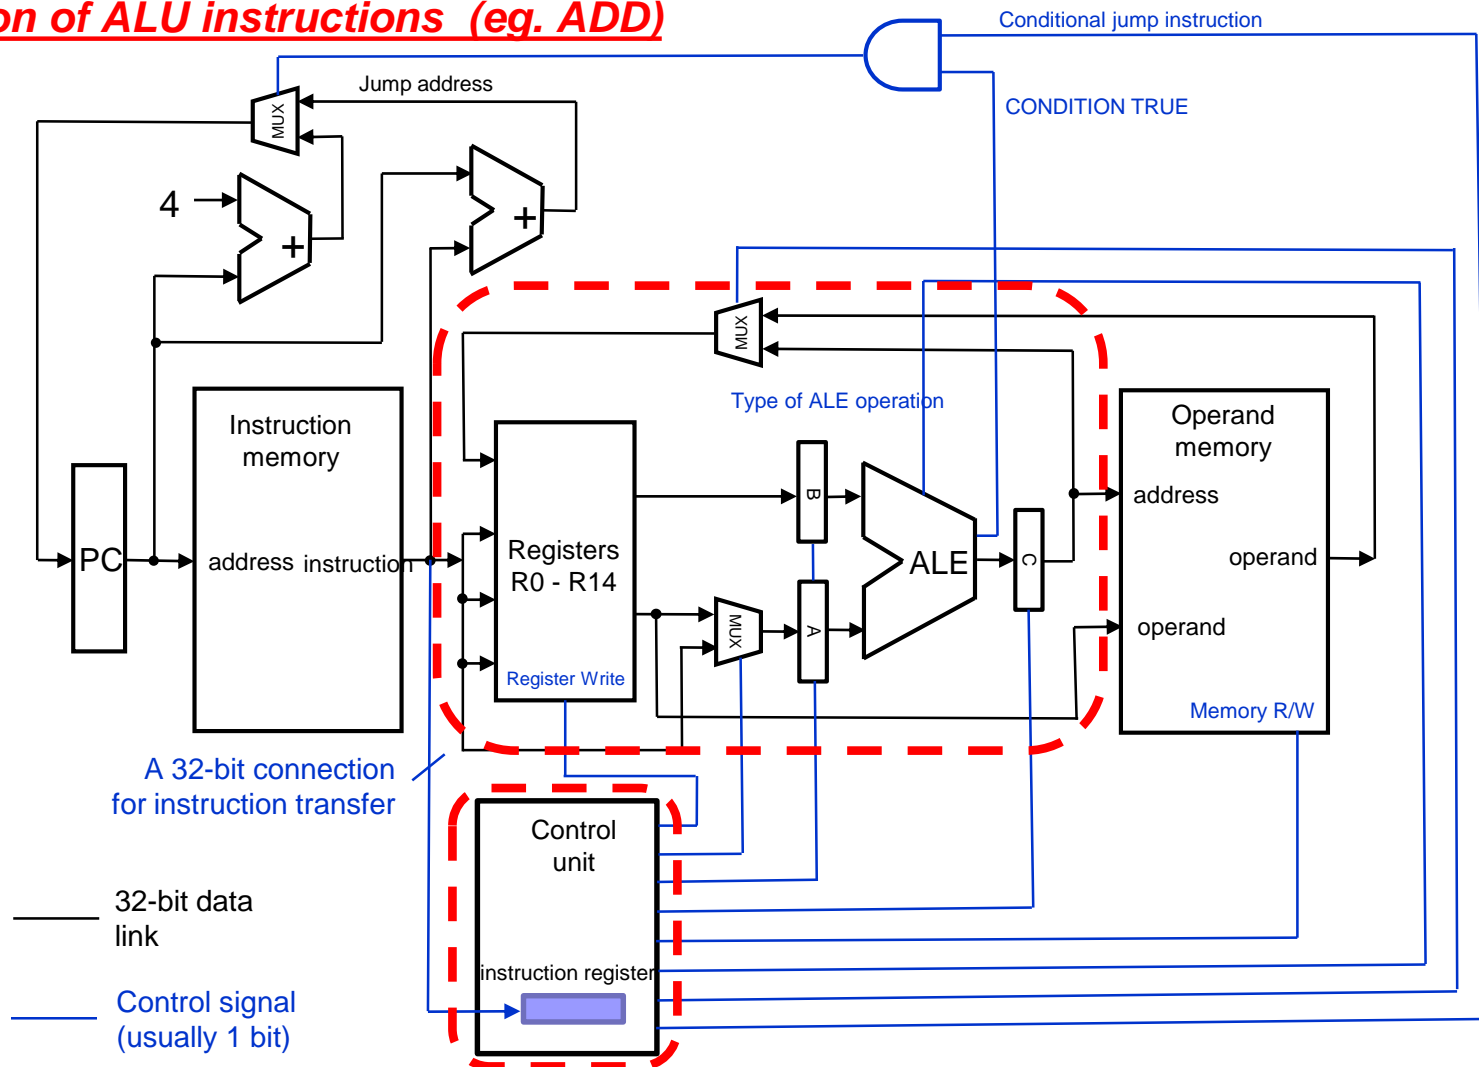 on of ALU instructions (eg. ADD)
Conditional jump instruction
Jump address
MUX
CONDITION TRUE
4
+
+
MUX
Type of ALE operation
Instruction
memory
Operand
memory
B
address
PC
address instruction
Registers
R0 - R14
ALE
C
operand
MUX
A
operand
Register Write
Memory R/W
A 32-bit connection
for instruction transfer
Control
unit
32-bit data
link
instruction register
Control signal
(usually 1 bit)